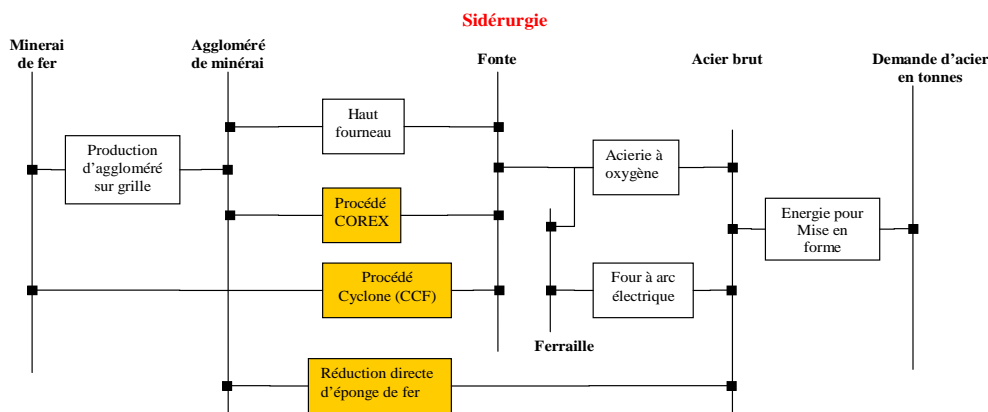 Sidérurgie
Minerai
de fer
Aggloméré
de minérai
Fonte
Acier brut
Demande d'acier
en tonnes
Haut
fourneau
Production
d'aggloméré
sur grille
Acierie à
oxygène
Procédé
COREX
Energie pour
Mise en
forme
Procédé
Cyclone (CCF)
Four à arc
électrique
Ferraille
Réduction directe
d'éponge de fer